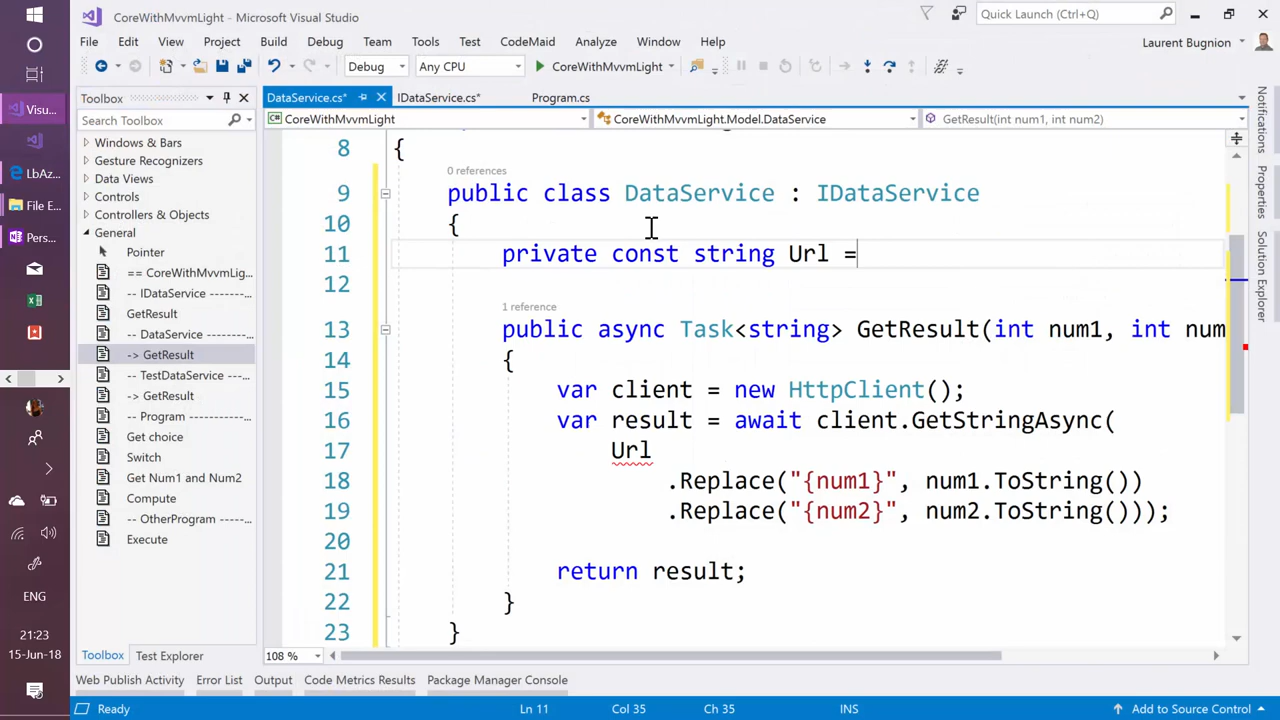 CoreWithMvvmLight - Microsoft Visual Studio
Quick Launch (Ctrl+Q)
File Edit View Project Build Debug Team Tools Test CodeMaid Analyze Window Help
Laurent Bugnion
Debug Any CPU CoreWithMvvmLight
Toolbox
DataService.cs* IDataService.cs* Program.cs
Search Toolbox
CoreWithMvvmLight CoreWithMvvmLight.Model.DataService GetResult(int num1, int num2)
Visu...
LbAz...
File E...
Pers...
ENG
21:23
15-Jun-18
Windows & Bars
Gesture Recognizers
Data Views
Controls
Controllers & Objects
General
Pointer
== CoreWithMvvmLig...
-- IDataService -------...
GetResult
-- DataService --------...
-> GetResult
-- TestDataService ---...
-> GetResult
-- Program -----------...
Get choice
Switch
Get Num1 and Num2
Compute
-- OtherProgram ------...
Execute
Toolbox Test Explorer
8 {
0 references
9 public class DataService : IDataService
10 {
11 private const string Url =
12
1 reference
13 public async Task<string> GetResult(int num1, int num
14 {
15 var client = new HttpClient();
16 var result = await client.GetStringAsync(
17 Url
18 .Replace("{num1}", num1.ToString())
19 .Replace("{num2}", num2.ToString()));
20
21 return result;
22 }
23 }
108 %
Notifications
Properties
Solution Explorer
Web Publish Activity Error List Output Code Metrics Results Package Manager Console
Ready Ln 11 Col 35 Ch 35 INS Add to Source Control